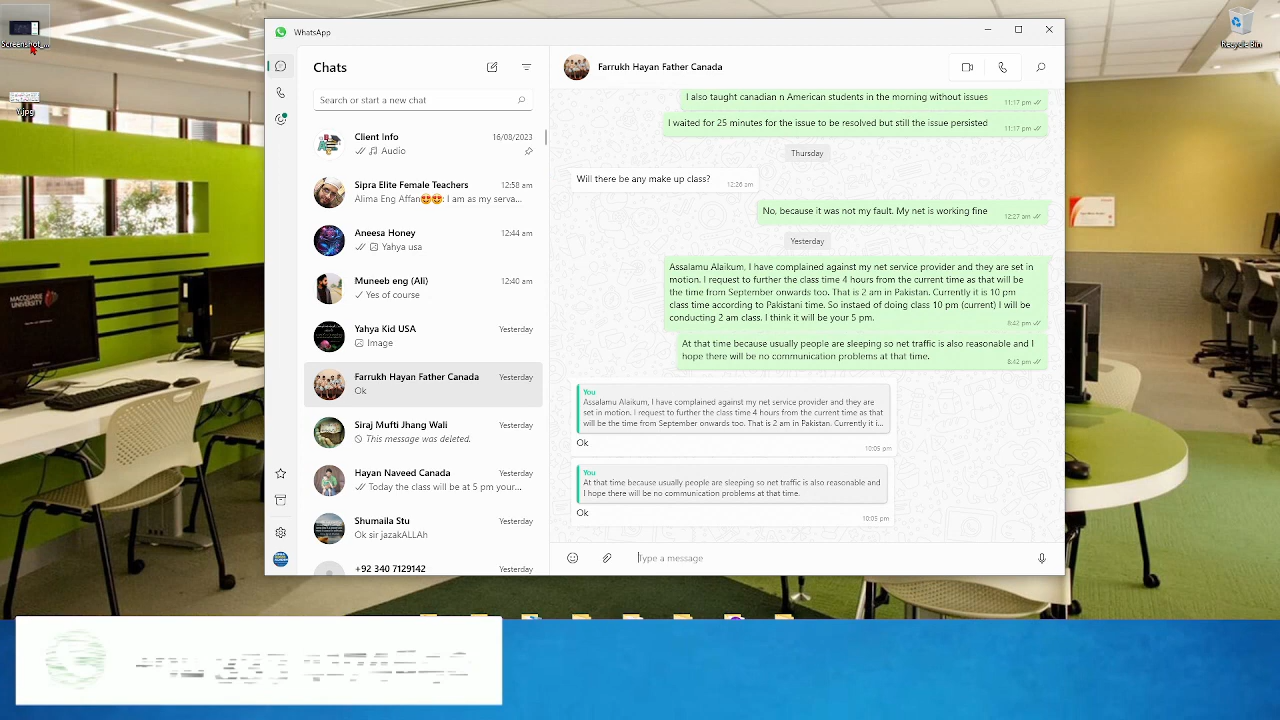 Screenshot_...
Y.jpg
Recycle Bin
MACQUARIE
UNIVERSITY
WhatsApp
Chats
Search or start a new chat
Client Info 16/08/2023
Audio
Sipra Elite Female Teachers 12:58 am
Alima Eng Affan😍😍: I am as my serva...
Aneesa Eng 12:44 am
Yahya usa
Muneeb eng (Ali) 12:40 am
Yes of course
Yahya Kid USA Yesterday
Image
Farrukh Hayan Father Canada Yesterday
Ok
Siraj Mufti Jhang Wali Yesterday
This message was deleted.
Hayan Naveed Canada Yesterday
Today the class will be at 5 pm your...
Shumaila Stu Yesterday
Ok sir jazakALLAh
+92 340 7129142 Yesterday
Farrukh Hayan Father Canada
I also teach canadian n American students in the morning without issues 11:17 pm
I waited for 25 minutes for the issue to be resolved but still the issue persisted 11:17 pm
Thursday
Will there be any make up class? 12:26 am
No, because it is not my fault. My net is working fine 12:27 am
Yesterday
Assalamu Alaikum, I have complained against my net service provider and they are set in
motion. I request to further the class time 4 hours from the current time as that will be
the time from September onwards too. That is 2 am in Pakistan. Currently it is 10 pm
class time according to Pakistani time. So instead of doing class 10 pm (current) I will be
conducting 2 am class. I think it will be your 5 pm. 8:42 pm
At that time because usually people are sleeping so net traffic is also reasonable and I
hope there will be no communication problems at that time. 8:42 pm
You
Assalamu Alaikum, I have complained against my net service provider and they are
set in motion. I request to further the class time 4 hours from the current time as that
will be the time from September onwards too. That is 2 am in Pakistan. Currently it i...
Ok 10:05 pm
You
At that time because usually people are sleeping so net traffic is also reasonable and
I hope there will be no communication problems at that time.
Ok 10:05 pm
Type a message